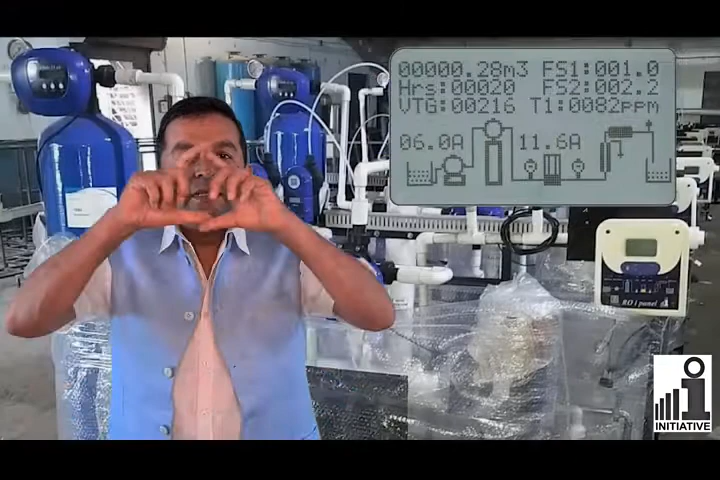 00000.28m3 FS1:001.0
Hrs:00020 FS2:002.2
VTG:00216 T1:0082PPM
06.0A 11.6A
RO i panel
INITIATIVE